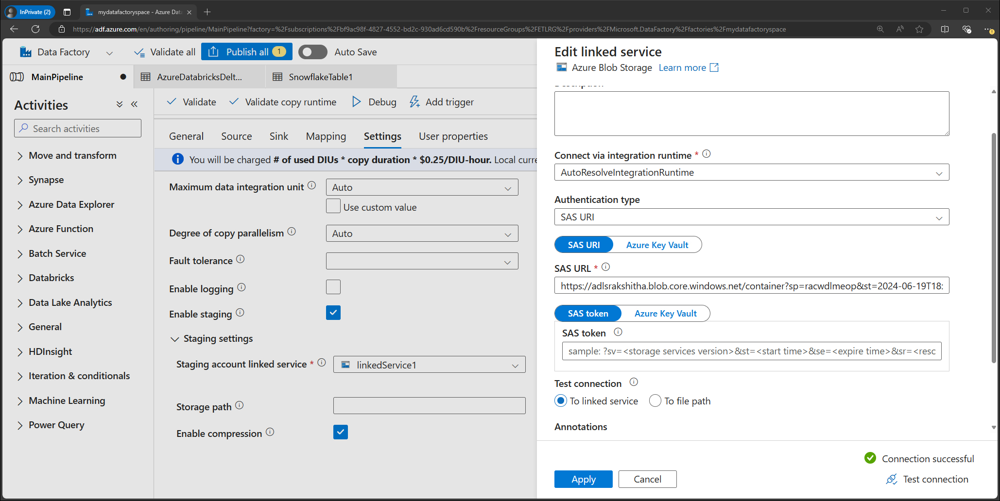 InPrivate (2)
mydatafactoryspace - Azure Dat
https://adf.azure.com/en/authoring/pipeline/MainPipeline?factory=%2Fsubscriptions%2Fbf9ac98f-4827-4552-bd2c-930ad6cd590b%2FresourceGroups%2FETLRG%2Fproviders%2FMicrosoft.DataFactory%2Ffactories%2Fmydatafactoryspace
Data Factory
Validate all
Publish all 1
Auto Save
MainPipeline
AzureDatabricksDelt...
SnowflakeTable1
Activities
Search activities
Move and transform
Synapse
Azure Data Explorer
Azure Function
Batch Service
Databricks
Data Lake Analytics
General
HDInsight
Iteration & conditionals
Machine Learning
Power Query
Validate
Validate copy runtime
Debug
Add trigger
General
Source
Sink
Mapping
Settings
User properties
You will be charged # of used DIUs * copy duration * $0.25/DIU-hour. Local curre
Maximum data integration unit
Auto
Use custom value
Degree of copy parallelism
Auto
Fault tolerance
Enable logging
Enable staging
Staging settings
Staging account linked service *
linkedService1
Storage path
Enable compression
Edit linked service
Azure Blob Storage Learn more
Description
Connect via integration runtime *
AutoResolveIntegrationRuntime
Authentication type
SAS URI
SAS URI Azure Key Vault
SAS URL *
https://adlsrakshitha.blob.core.windows.net/container?sp=racwdlmeop&st=2024-06-19T18:
SAS token Azure Key Vault
SAS token
sample: ?sv=<storage services version>&st=<start time>&se=<expire time>&sr=<resc
Test connection
To linked service To file path
Annotations
Connection successful
Apply
Cancel
Test connection